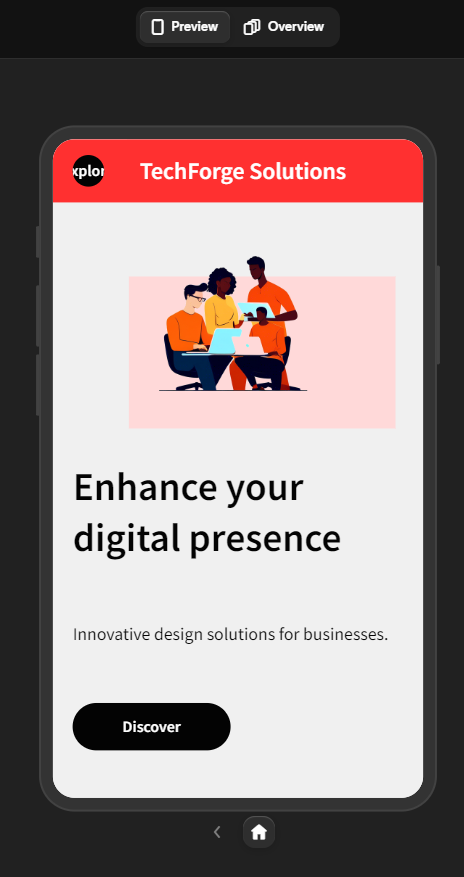 Preview
Overview
xplor
TechForge Solutions
Enhance your
digital presence
Innovative design solutions for businesses.
Discover